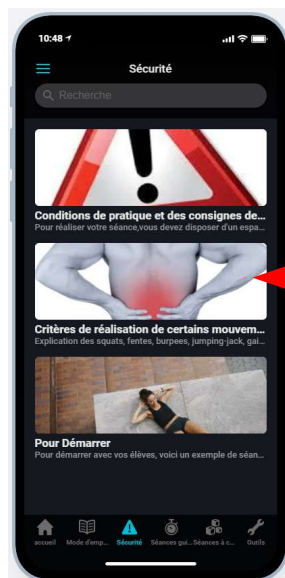 10:48
Sécurité
Recherche
Conditions de pratique et des consignes de...
Pour réaliser votre séance,vous devez disposer d'un espa...
Critères de réalisation de certains mouvem...
Explication des squats, fentes, burpees, jumping-jack, gai...
Pour Démarrer
Pour démarrer avec vos élèves, voici un exemple de séan...
accueil Mode d'emp... Sécurité Séances gui... Séances à c... Outils